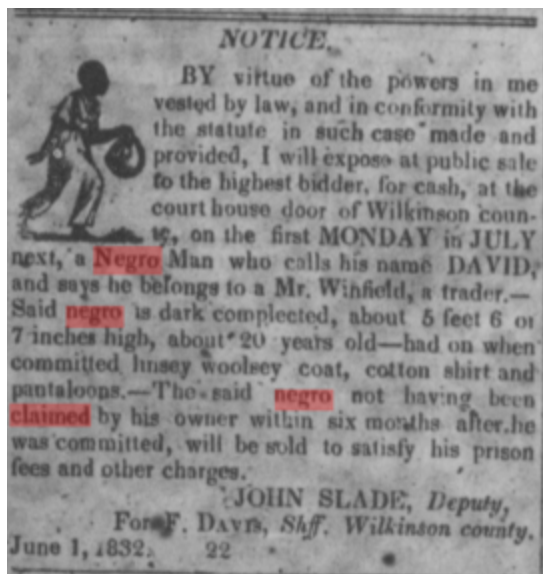 NOTICE.
BY virtue of the powers in me
vested by law, and in conformity with
the statute in such case made and
provided, I will expose at public sale
to the highest bidder, for cash, at the
court house door of Wilkinson coun-
ty, on the first MONDAY in JULY
next, a Negro Man who calls his name DAVID,
and says he belongs to a Mr. Winfield, a trader.—
Said negro is dark complected, about 5 feet 6 or
7 inches high, about 20 years old—had on when
committed linsey woolsey coat, cotton shirt and
pantaloons.—The said negro not having been
claimed by his owner within six months after he
was committed, will be sold to satisfy his prison
fees and other charges.
JOHN SLADE, Deputy,
For F. DAVIS, Shff. Wilkinson county.
June 1, 1832. 22